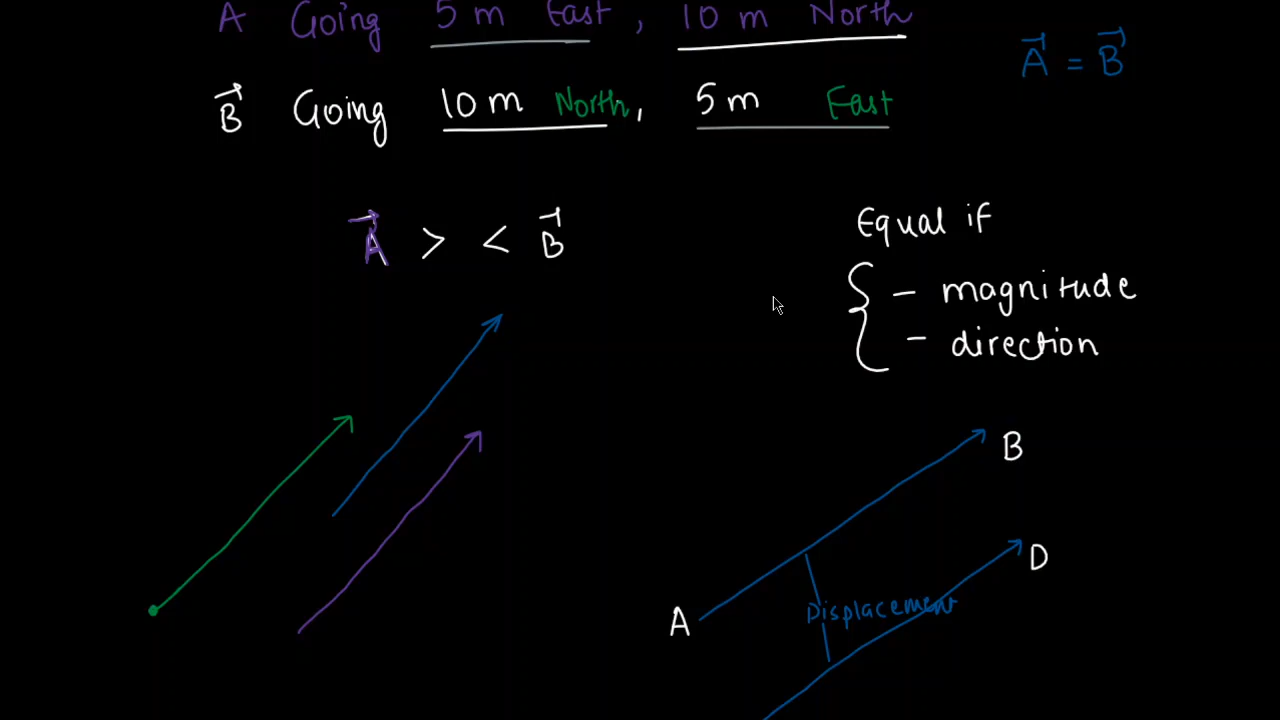 A Going 5 m East, 10 m North
A⃗ = B⃗
B⃗ Going 10 m North, 5 m East
A⃗ > < B⃗
Equal if
- magnitude
- direction
B
D
Displacement
A